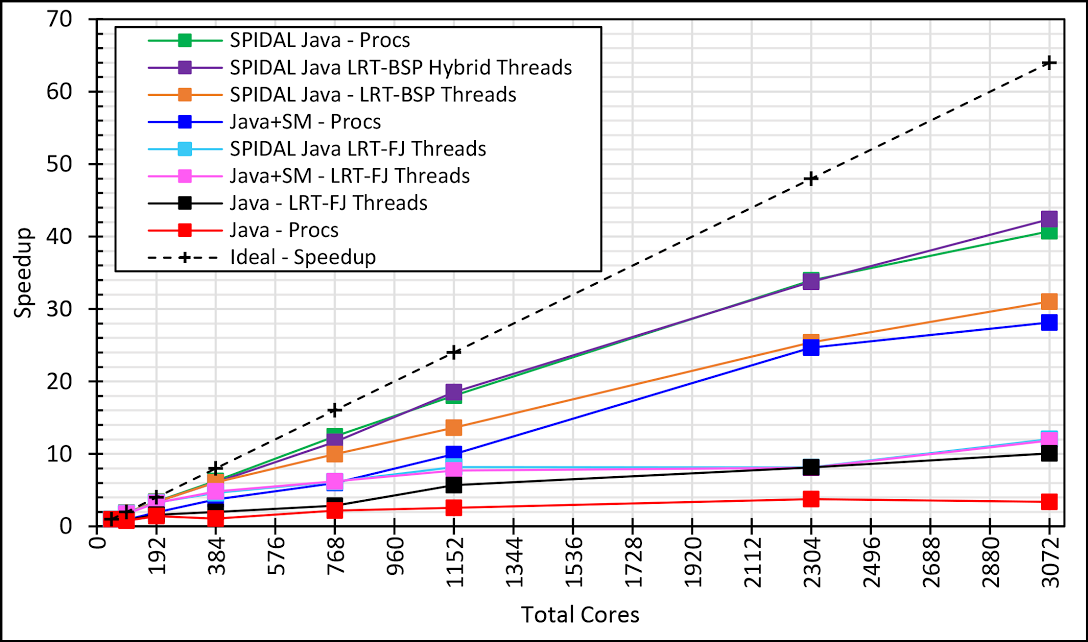 70
60
50
40
30
20
10
0
Speedup
SPIDAL Java - Procs
SPIDAL Java LRT-BSP Hybrid Threads
SPIDAL Java - LRT-BSP Threads
Java+SM - Procs
SPIDAL Java LRT-FJ Threads
Java+SM - LRT-FJ Threads
Java - LRT-FJ Threads
Java - Procs
Ideal - Speedup
0
192
384
576
768
960
1152
1344
1536
1728
1920
2112
2304
2496
2688
2880
3072
Total Cores